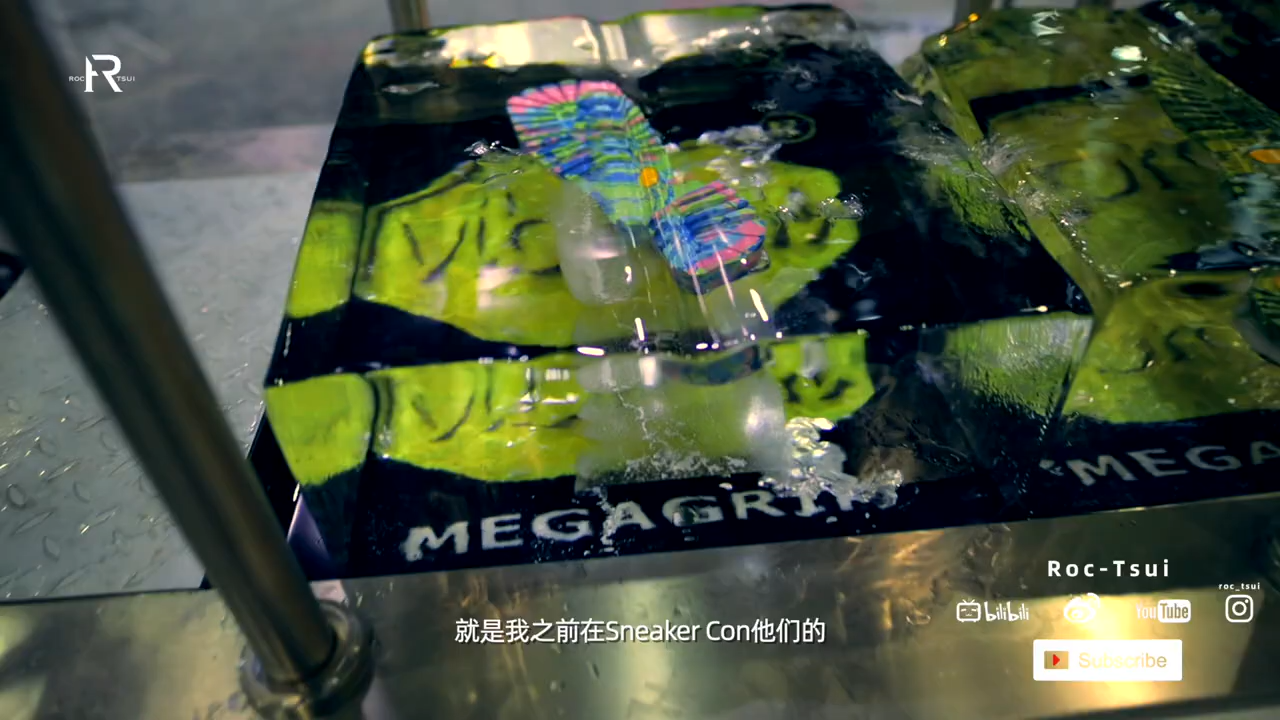 ROC R TSUI
MEGAGRIP
MEGA
Roc-Tsui
roc_tsui
bilibili
YouTube
就是我之前在Sneaker Con他们的
Subscribe